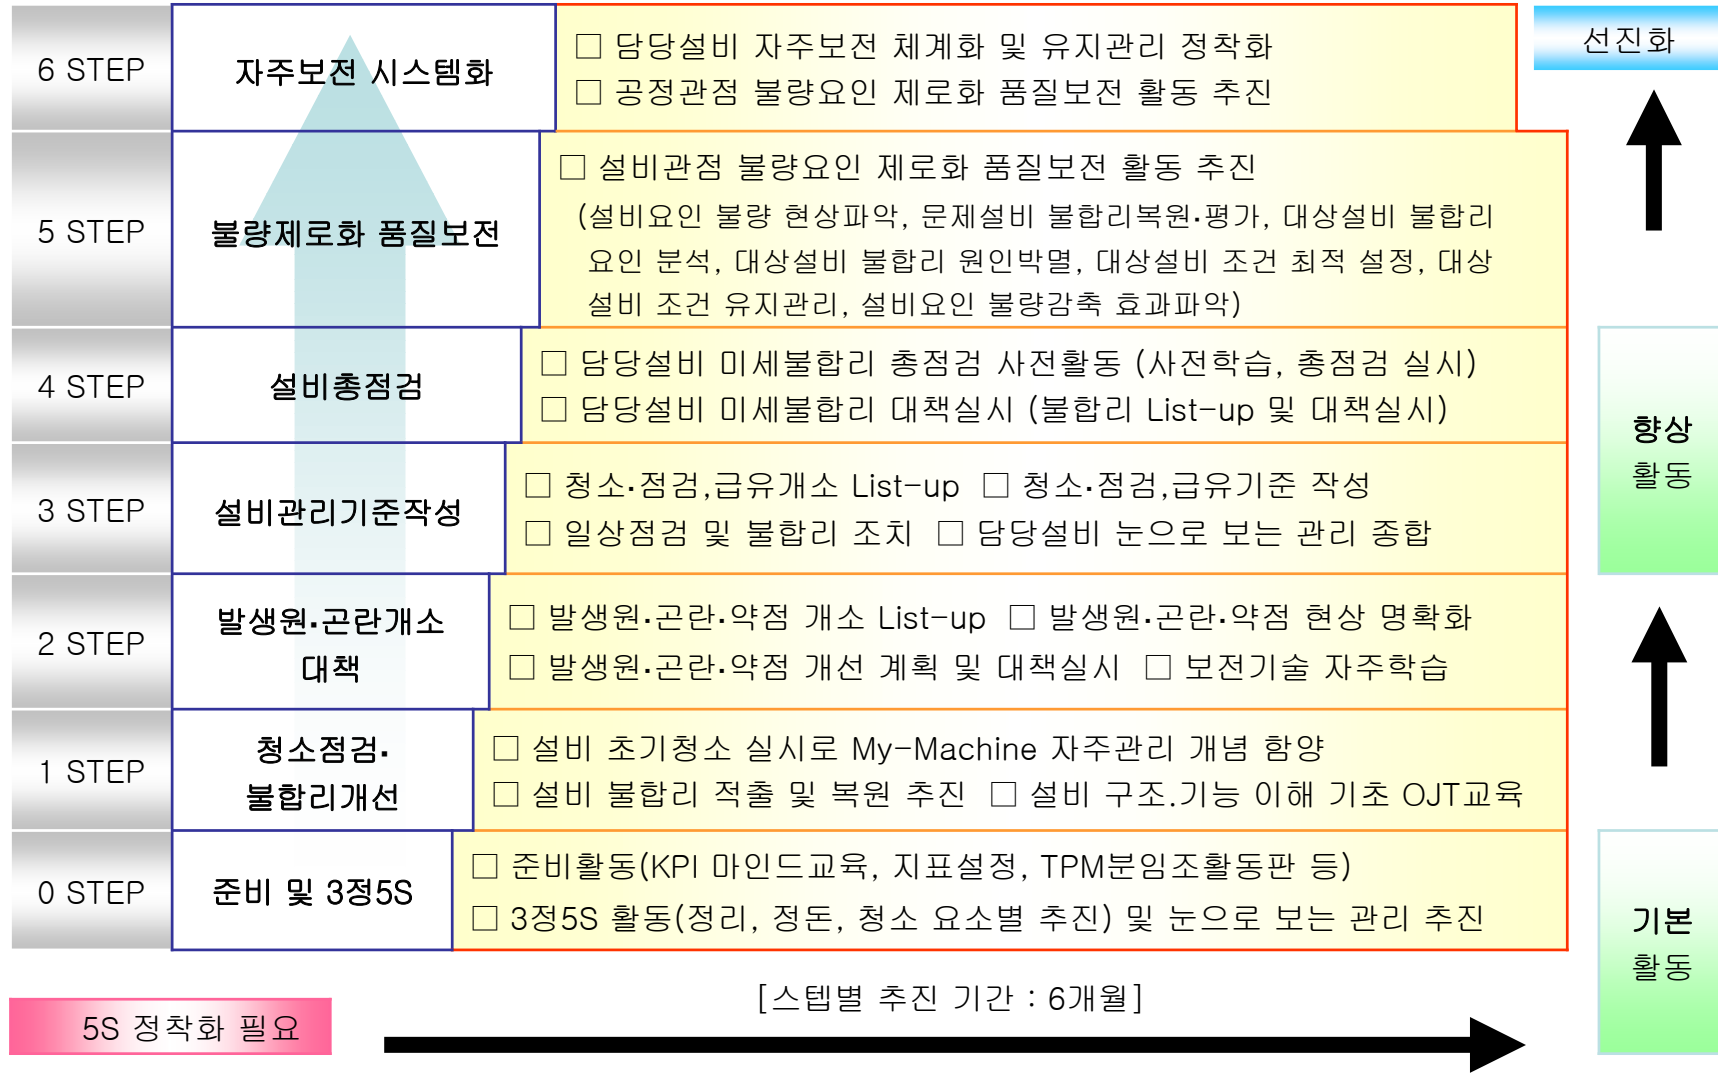 6 STEP
자주보전 시스템화
□ 담당설비 자주보전 체계화 및 유지관리 정착화
□ 공정관점 불량요인 제로화 품질보전 활동 추진
선진화
5 STEP
불량제로화 품질보전
□ 설비관점 불량요인 제로화 품질보전 활동 추진
(설비요인 불량 현상파악, 문제설비 불합리복원·평가, 대상설비 불합리
요인 분석, 대상설비 불합리 원인박멸, 대상설비 조건 최적 설정, 대상
설비 조건 유지관리, 설비요인 불량감축 효과파악)
4 STEP
설비총점검
□ 담당설비 미세불합리 총점검 사전활동 (사전학습, 총점검 실시)
□ 담당설비 미세불합리 대책실시 (불합리 List-up 및 대책실시)
향상
활동
3 STEP
설비관리기준작성
□ 청소·점검,급유개소 List-up □ 청소·점검,급유기준 작성
□ 일상점검 및 불합리 조치 □ 담당설비 눈으로 보는 관리 종합
2 STEP
발생원·곤란개소
대책
□ 발생원·곤란·약점 개소 List-up □ 발생원·곤란·약점 현상 명확화
□ 발생원·곤란·약점 개선 계획 및 대책실시 □ 보전기술 자주학습
1 STEP
청소점검·
불합리개선
□ 설비 초기청소 실시로 My-Machine 자주관리 개념 함양
□ 설비 불합리 적출 및 복원 추진 □ 설비 구조.기능 이해 기초 OJT교육
0 STEP
준비 및 3정5S
□ 준비활동(KPI 마인드교육, 지표설정, TPM분임조활동판 등)
□ 3정5S 활동(정리, 정돈, 청소 요소별 추진) 및 눈으로 보는 관리 추진
기본
활동
[스텝별 추진 기간 : 6개월]
5S 정착화 필요